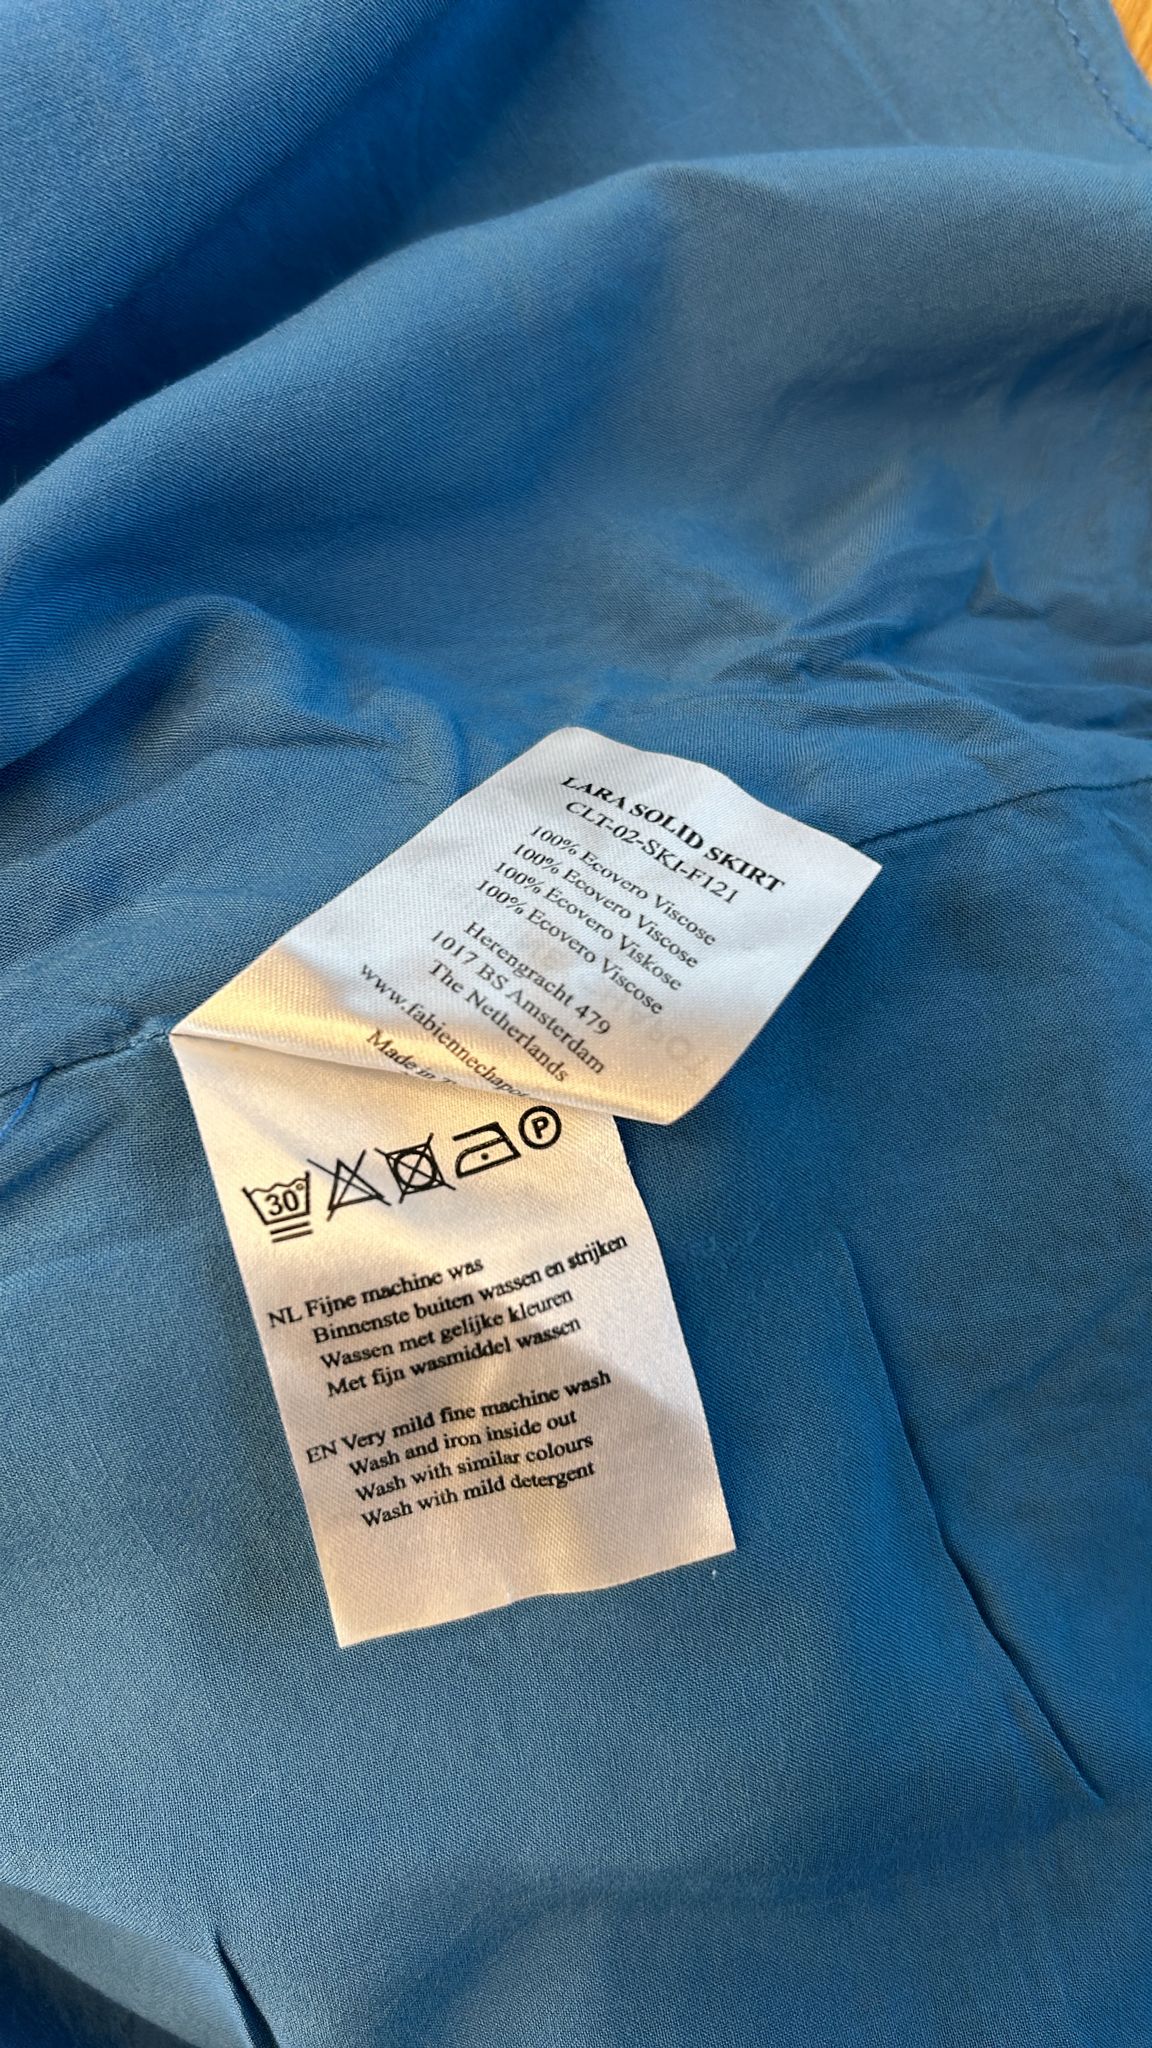 LARA SOLID SKIRT
CLT-02-SKI-F121
100% Ecovero Viscose
100% Ecovero Viscose
100% Ecovero Viskose
100% Ecovero Viscose
Herengracht 479
1017 BS Amsterdam
The Netherlands
www.fabiennechapot
Made in
30°
P
NL Fijne machine was
Binnenste buiten wassen en strijken
Wassen met gelijke kleuren
Met fijn wasmiddel wassen
EN Very mild fine machine wash
Wash and iron inside out
Wash with similar colours
Wash with mild detergent